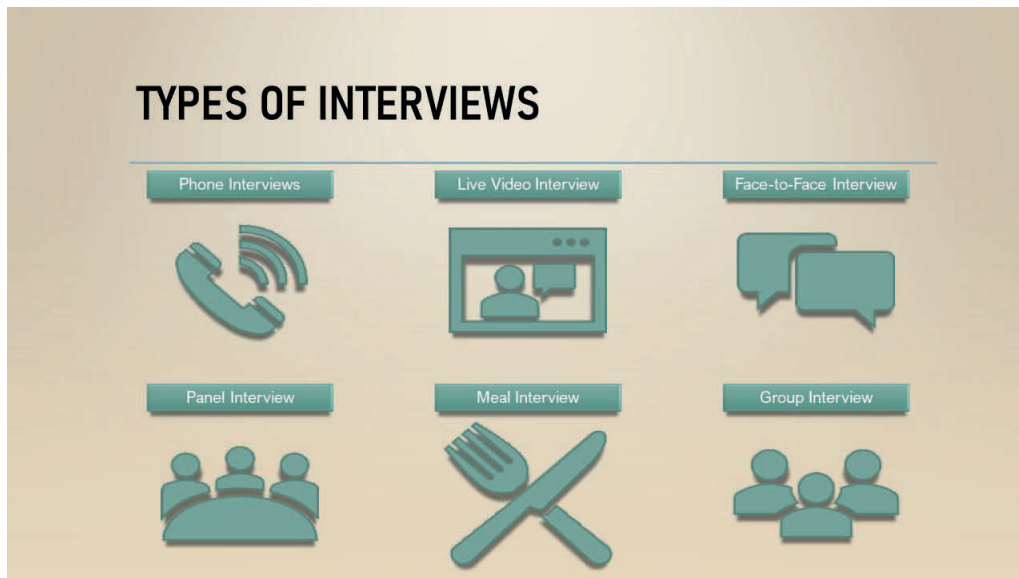 TYPES OF INTERVIEWS
Phone Interviews
Live Video Interview
Face-to-Face Interview
Panel Interview
Meal Interview
Group Interview